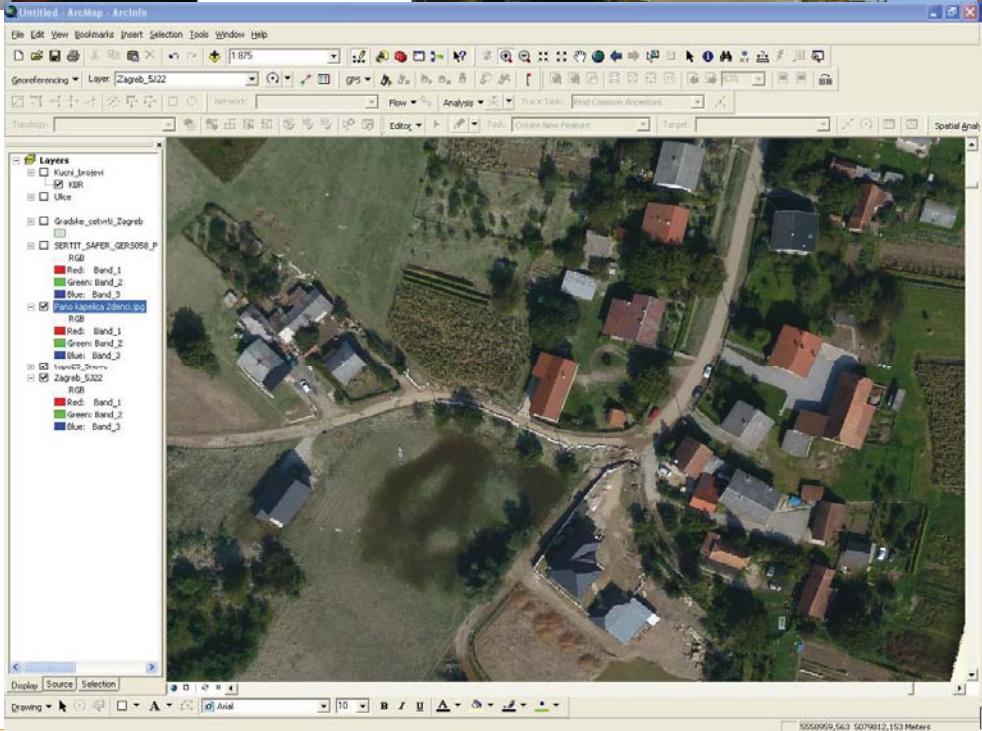 Untitled - ArcMap - ArcInfo
File Edit View Bookmarks Insert Selection Tools Window Help
1:875
Georeferencing Layer: Zagreb_5J22 GPS
Network: Flow Analysis Trace Task: Find Common Ancestors
Topology: Editor Task: Create New Feature Target: Spatial Analy
Layers
Kucni_brojevi
KBR
Ulice
Gradske_cetvrti_Zagreb
SERTIT_SAFER_GERS058_P
RGB
Red: Band_1
Green: Band_2
Blue: Band_3
Pano kapelica Zdenci.jpg
RGB
Red: Band_1
Green: Band_2
Blue: Band_3
Zagreb_5J22
RGB
Red: Band_1
Green: Band_2
Blue: Band_3
Display Source Selection
Drawing A Arial 10 B I U A
5558959,563 5079812,153 Meters